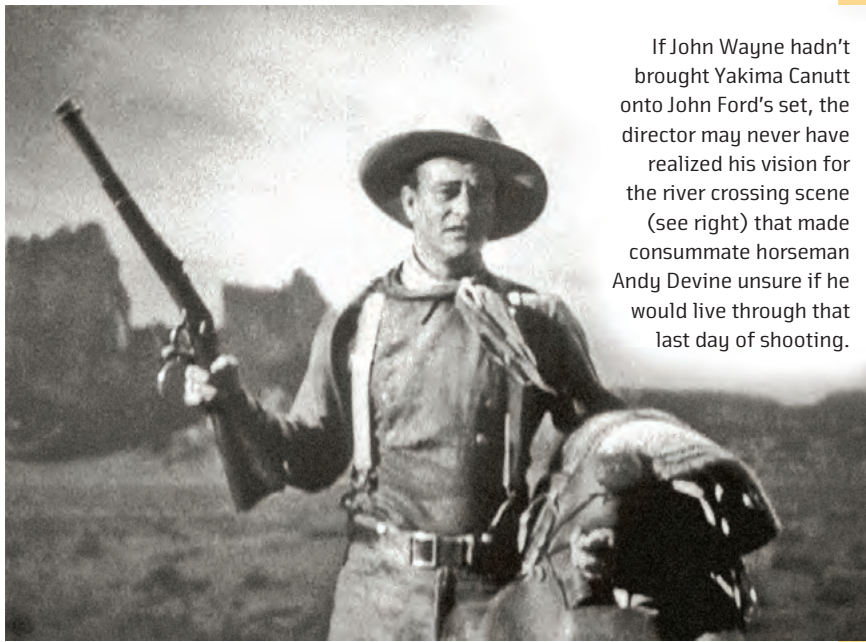 If John Wayne hadn’t
brought Yakima Canutt
onto John Ford’s set, the
director may never have
realized his vision for
the river crossing scene
(see right) that made
consummate horseman
Andy Devine unsure if he
would live through that
last day of shooting.